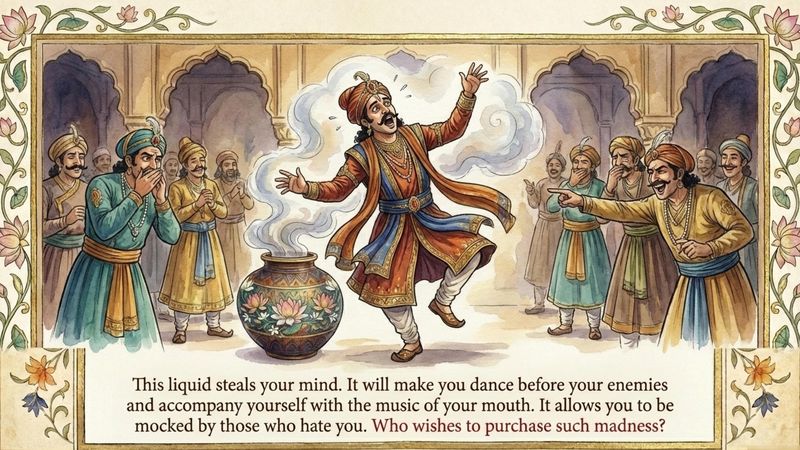 This liquid steals your mind. It will make you dance before your enemies
and accompany yourself with the music of your mouth. It allows you to be
mocked by those who hate you. Who wishes to purchase such madness?